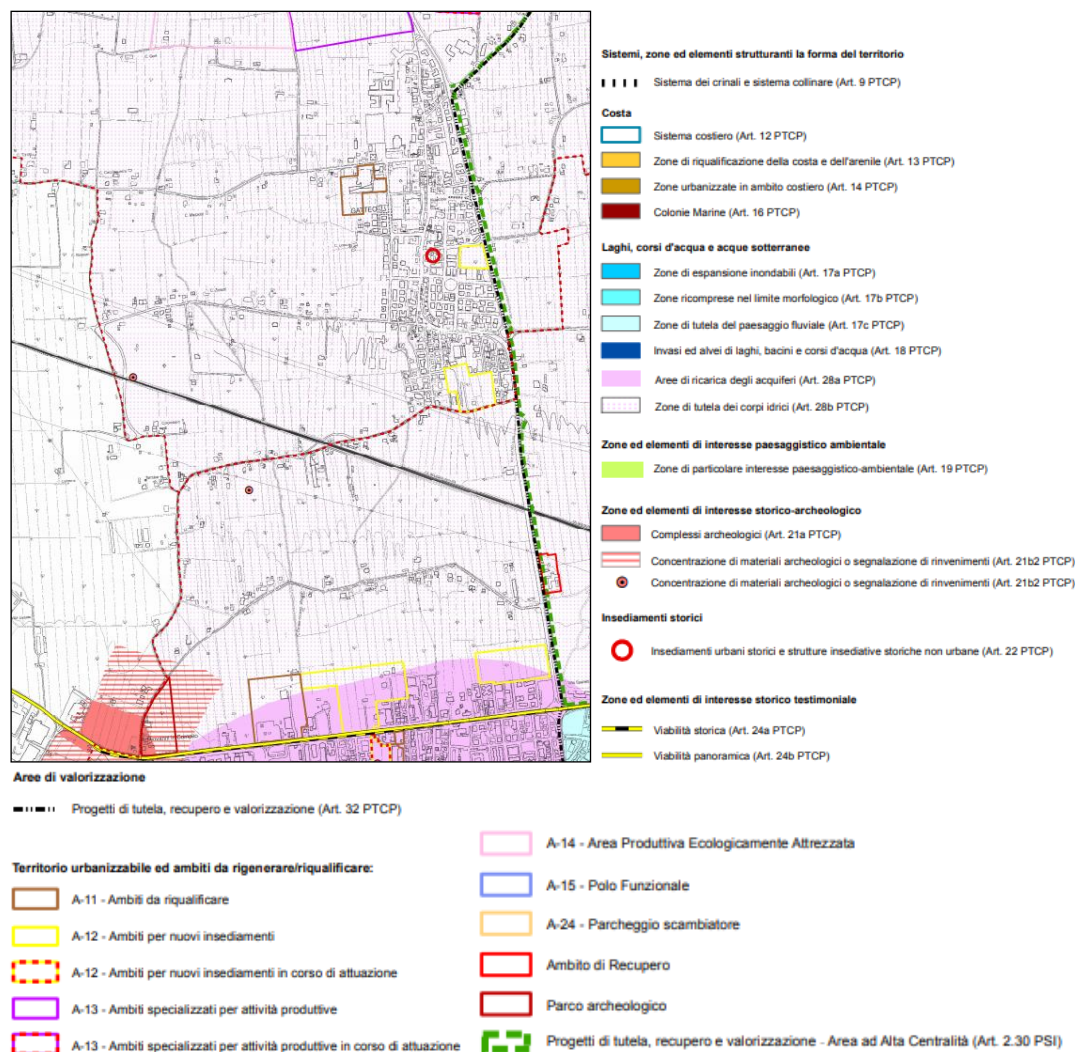 GATTEO
Sistemi, zone ed elementi strutturanti la forma del territorio
Sistema dei crinali e sistema collinare (Art. 9 PTCP)
Costa
Sistema costiero (Art. 12 PTCP)
Zone di riqualificazione della costa e dell'arenile (Art. 13 PTCP)
Zone urbanizzate in ambito costiero (Art. 14 PTCP)
Colonie Marine (Art. 16 PTCP)
Laghi, corsi d'acqua e acque sotterranee
Zone di espansione inondabili (Art. 17a PTCP)
Zone ricomprese nel limite morfologico (Art. 17b PTCP)
Zone di tutela del paesaggio fluviale (Art. 17c PTCP)
Invasi ed alvei di laghi, bacini e corsi d'acqua (Art. 18 PTCP)
Aree di ricarica degli acquiferi (Art. 28a PTCP)
Zone di tutela dei corpi idrici (Art. 28b PTCP)
Zone ed elementi di interesse paesaggistico ambientale
Zone di particolare interesse paesaggistico-ambientale (Art. 19 PTCP)
Zone ed elementi di interesse storico-archeologico
Complessi archeologici (Art. 21a PTCP)
Concentrazione di materiali archeologici o segnalazione di rinvenimenti (Art. 21b2 PTCP)
Concentrazione di materiali archeologici o segnalazione di rinvenimenti (Art. 21b2 PTCP)
Insediamenti storici
Insediamenti urbani storici e strutture insediative storiche non urbane (Art. 22 PTCP)
Zone ed elementi di interesse storico testimoniale
Viabilità storica (Art. 24a PTCP)
Viabilità panoramica (Art. 24b PTCP)
Aree di valorizzazione
Progetti di tutela, recupero e valorizzazione (Art. 32 PTCP)
Territorio urbanizzabile ed ambiti da rigenerare/riqualificare:
A-11 - Ambiti da riqualificare
A-12 - Ambiti per nuovi insediamenti
A-12 - Ambiti per nuovi insediamenti in corso di attuazione
A-13 - Ambiti specializzati per attività produttive
A-13 - Ambiti specializzati per attività produttive in corso di attuazione
A-14 - Area Produttiva Ecologicamente Attrezzata
A-15 - Polo Funzionale
A-24 - Parcheggio scambiatore
Ambito di Recupero
Parco archeologico
Progetti di tutela, recupero e valorizzazione - Area ad Alta Centralità (Art. 2.30 PSI)